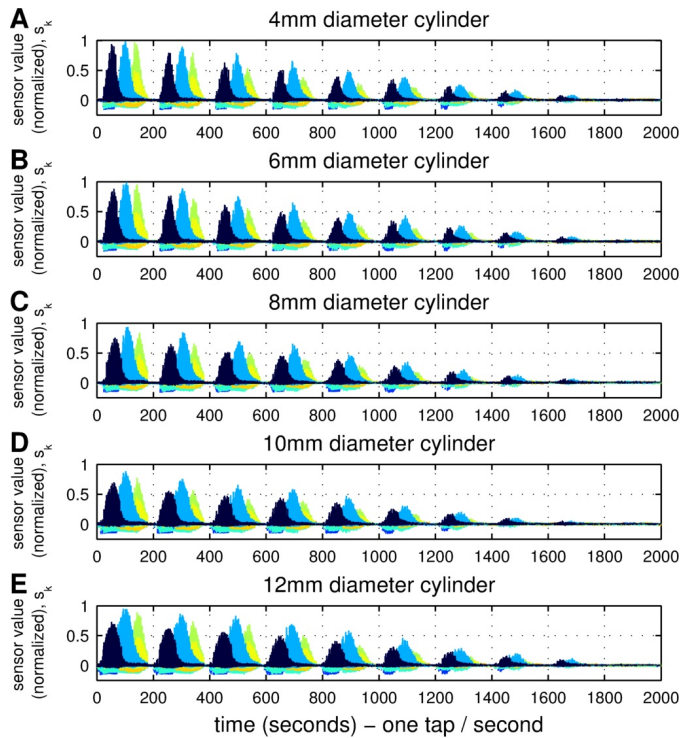 A
4mm diameter cylinder
sensor value
(normalized), s_k
1
0.5
0
0 200 400 600 800 1000 1200 1400 1600 1800 2000
B
6mm diameter cylinder
sensor value
(normalized), s_k
1
0.5
0
0 200 400 600 800 1000 1200 1400 1600 1800 2000
C
8mm diameter cylinder
sensor value
(normalized), s_k
1
0.5
0
0 200 400 600 800 1000 1200 1400 1600 1800 2000
D
10mm diameter cylinder
sensor value
(normalized), s_k
1
0.5
0
0 200 400 600 800 1000 1200 1400 1600 1800 2000
E
12mm diameter cylinder
sensor value
(normalized), s_k
1
0.5
0
0 200 400 600 800 1000 1200 1400 1600 1800 2000
time (seconds) – one tap / second